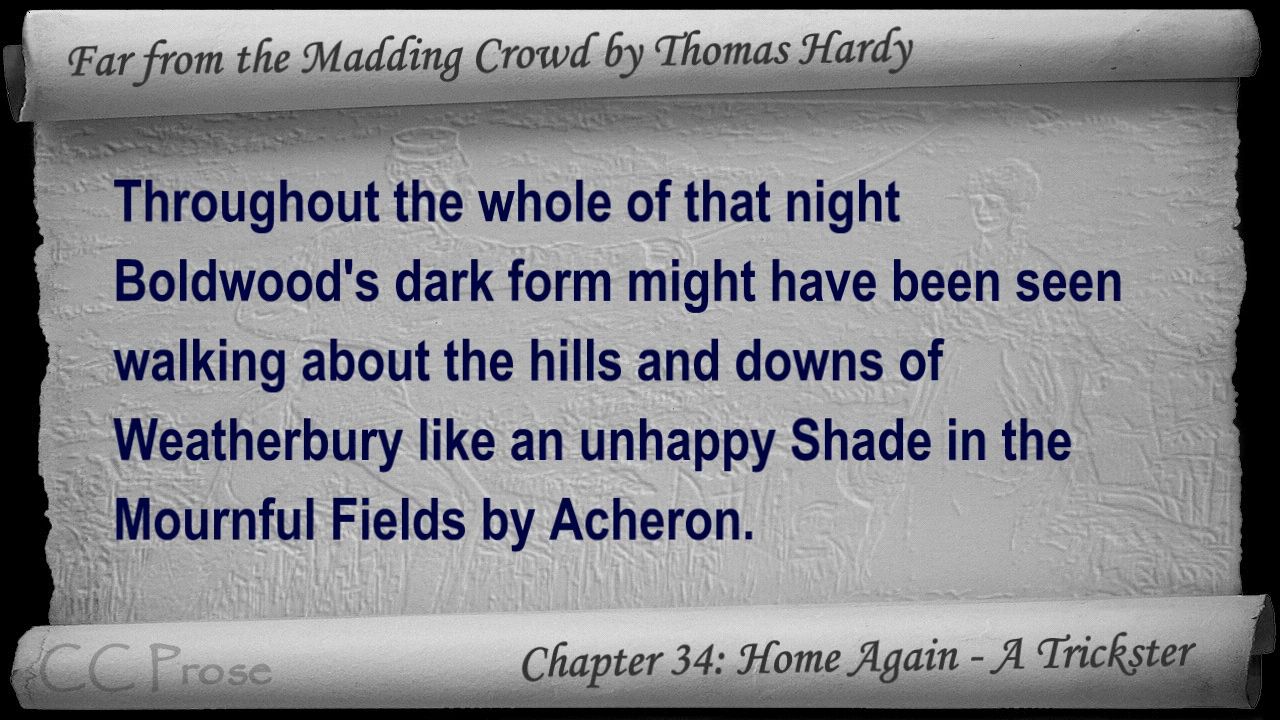 Far from the Madding Crowd by Thomas Hardy
Throughout the whole of that night
Boldwood's dark form might have been seen
walking about the hills and downs of
Weatherbury like an unhappy Shade in the
Mournful Fields by Acheron.
CC Prose
Chapter 34: Home Again - A Trickster